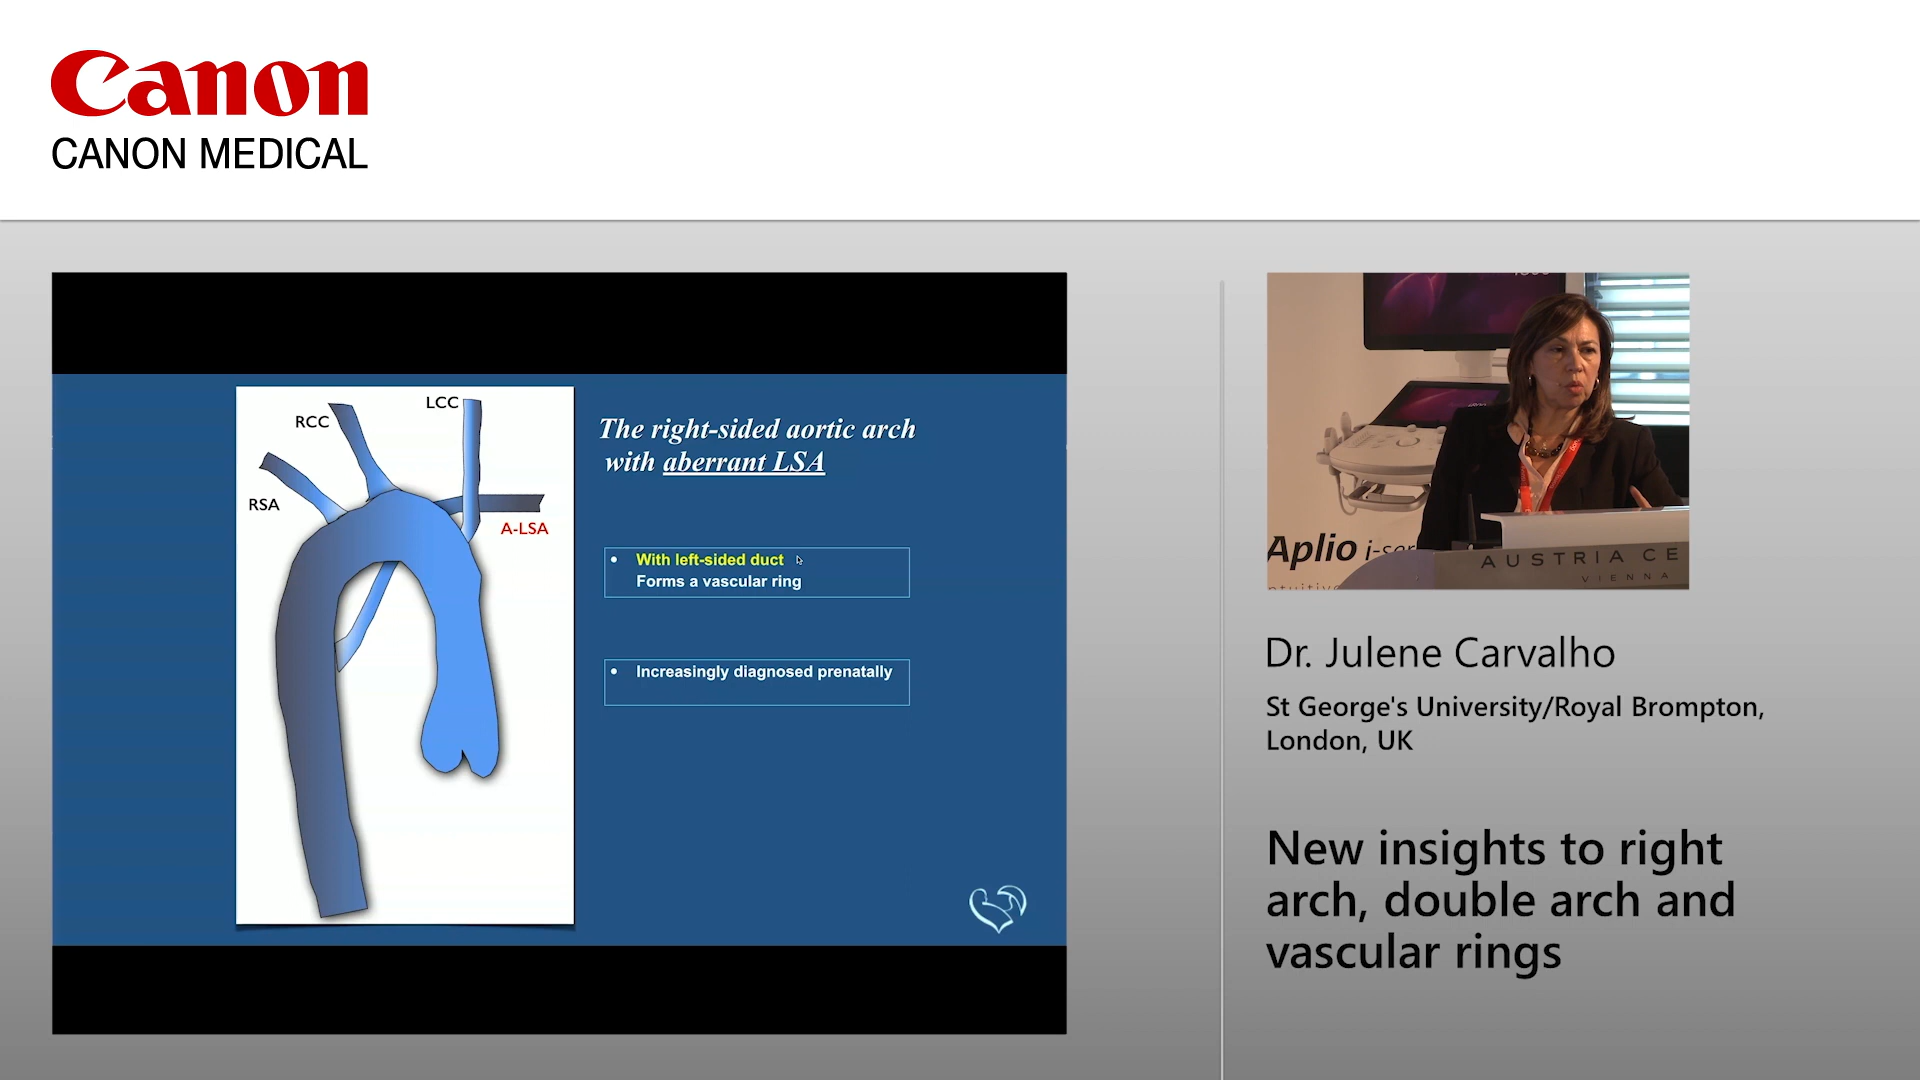 Canon
CANON MEDICAL
RCC
LCC
RSA
A-LSA
The right-sided aortic arch
with aberrant LSA
• With left-sided duct
Forms a vascular ring
• Increasingly diagnosed prenatally
Aplio i-ser
AUSTRIA CE
VIENNA
Dr. Julene Carvalho
St George's University/Royal Brompton,
London, UK
New insights to right
arch, double arch and
vascular rings